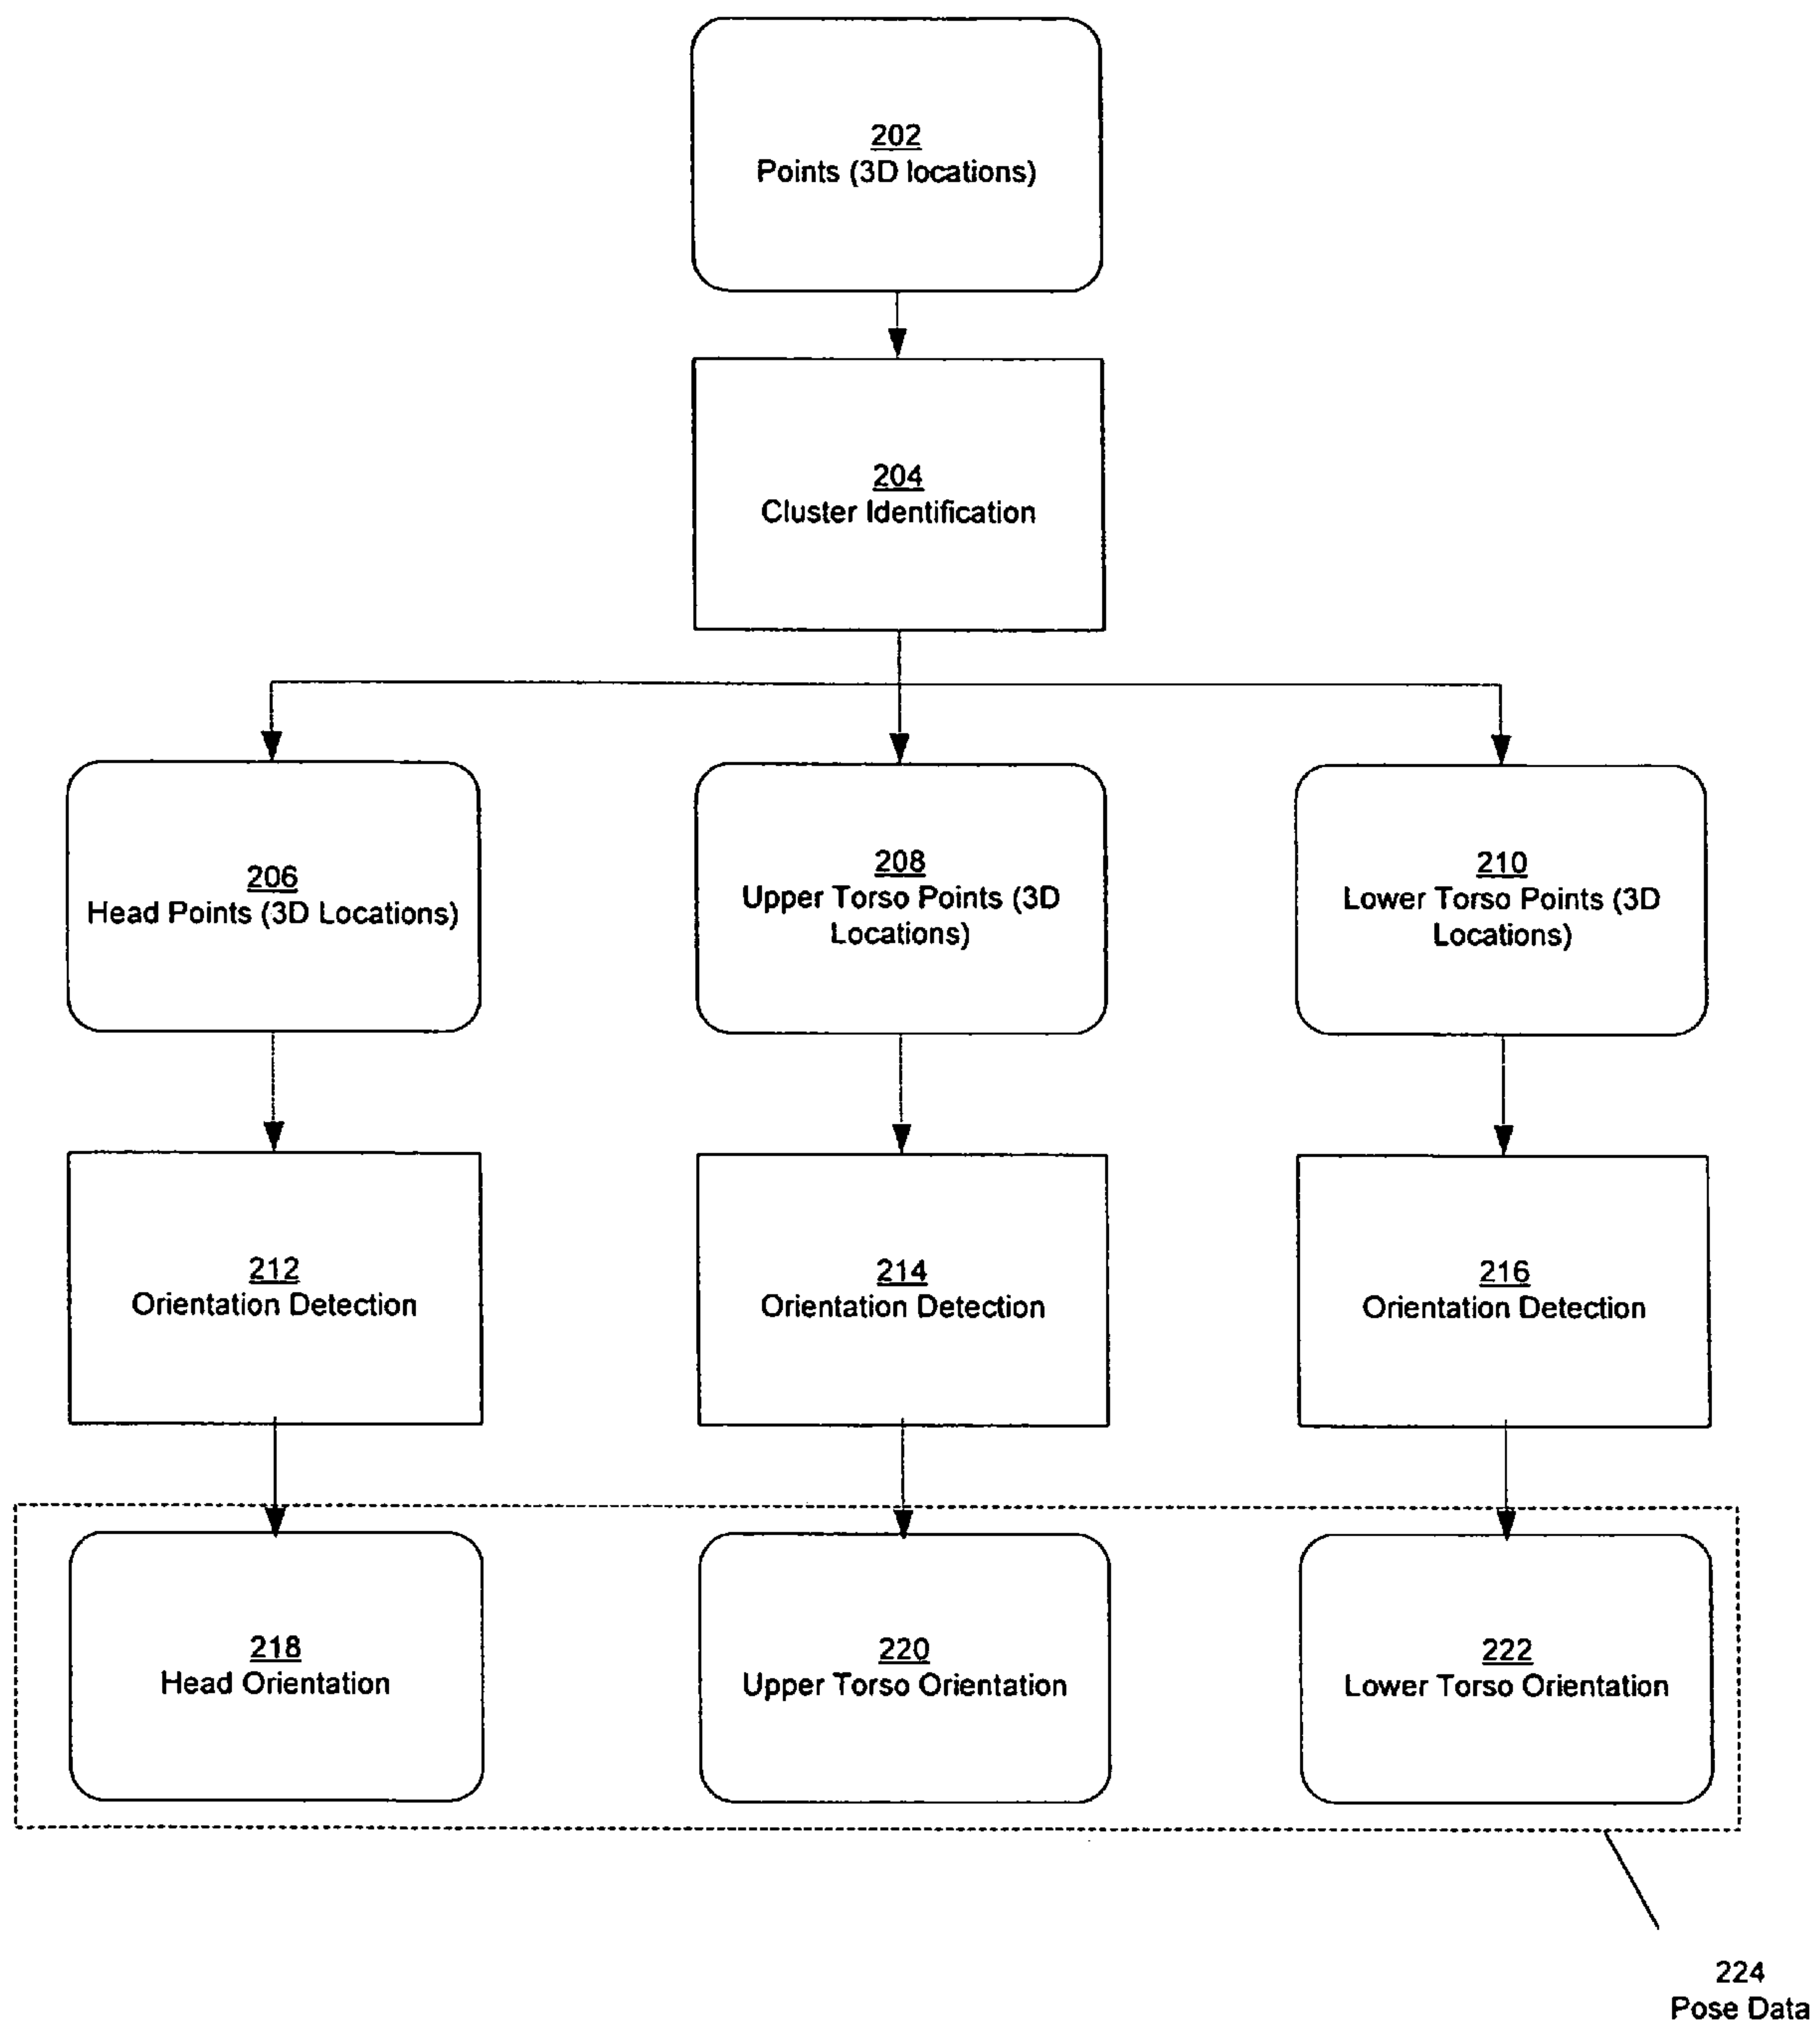 202
Points (3D locations)
204
Cluster Identification
206
Head Points (3D Locations)
208
Upper Torso Points (3D
Locations)
210
Lower Torso Points (3D
Locations)
212
Orientation Detection
214
Orientation Detection
216
Orientation Detection
218
Head Orientation
220
Upper Torso Orientation
222
Lower Torso Orientation
224
Pose Data